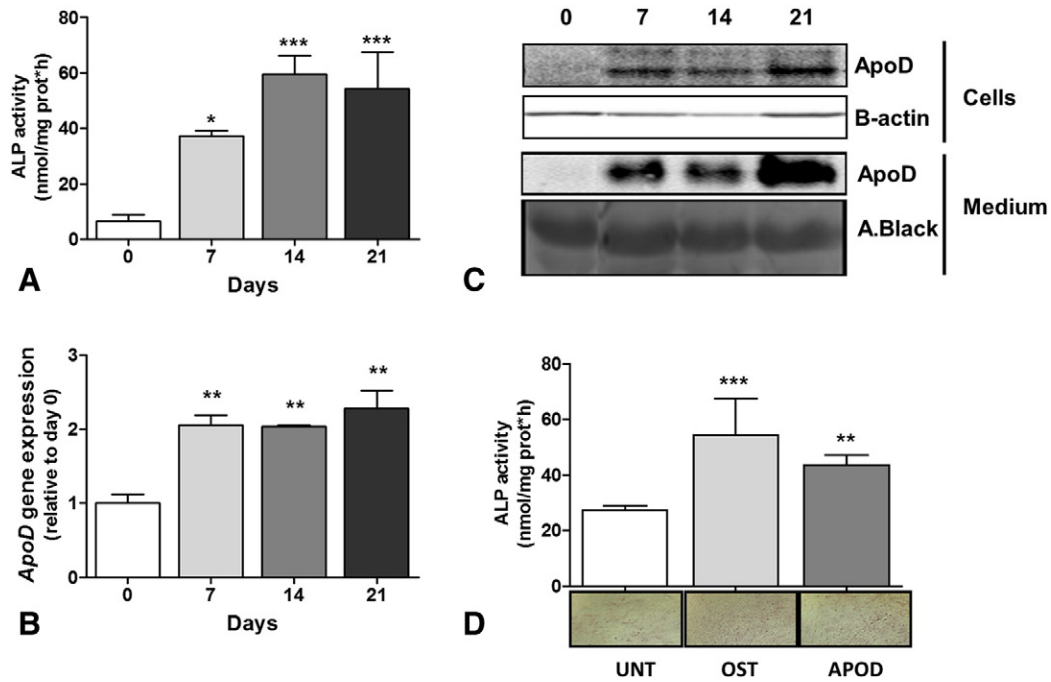 80
60
40
20
0
ALP activity
(nmol/mg prot*h)
*
***
***
0 7 14 21
Days
A
0 7 14 21
ApoD
B-actin
Cells
ApoD
A.Black
Medium
C
3
2
1
0
ApoD gene expression
(relative to day 0)
**
**
**
0 7 14 21
Days
B
80
60
40
20
0
ALP activity
(nmol/mg prot*h)
***
**
UNT OST APOD
D